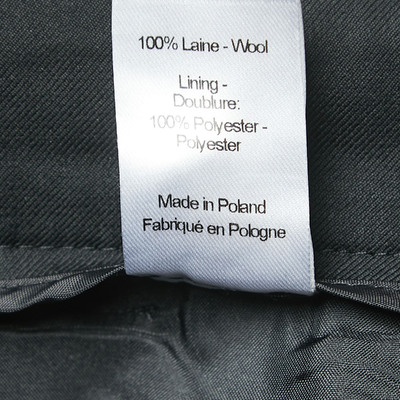 100% Laine - Wool
Lining -
Doublure:
100% Polyester -
Polyester
Made in Poland
Fabriqué en Pologne